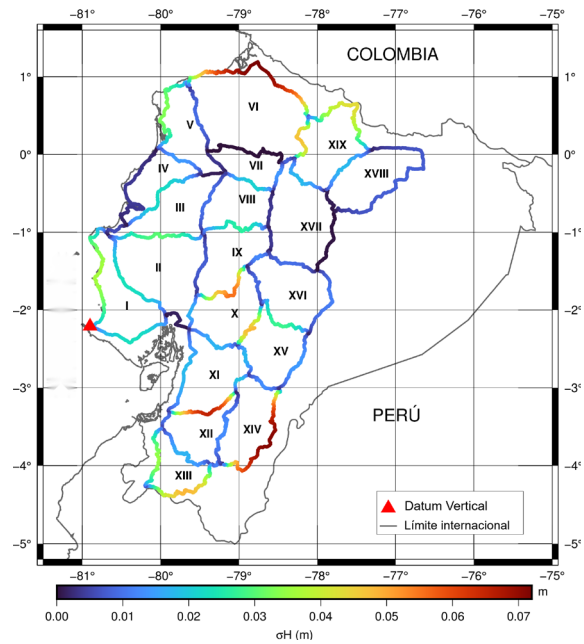 −81° −80° −79° −78° −77° −76° −75°
COLOMBIA
1° 1°
VI
V
XIX
0° 0°
IV VII XVIII
III VIII
XVII
−1° −1°
IX
II
XVI
−2° −2°
I X
XV
XI
−3° −3°
PERÚ
XII XIV
−4° −4°
XIII
Datum Vertical
Límite internacional
−5° −5°
−81° −80° −79° −78° −77° −76° −75°
m
0.00 0.01 0.02 0.03 0.04 0.05 0.06 0.07
σH (m)